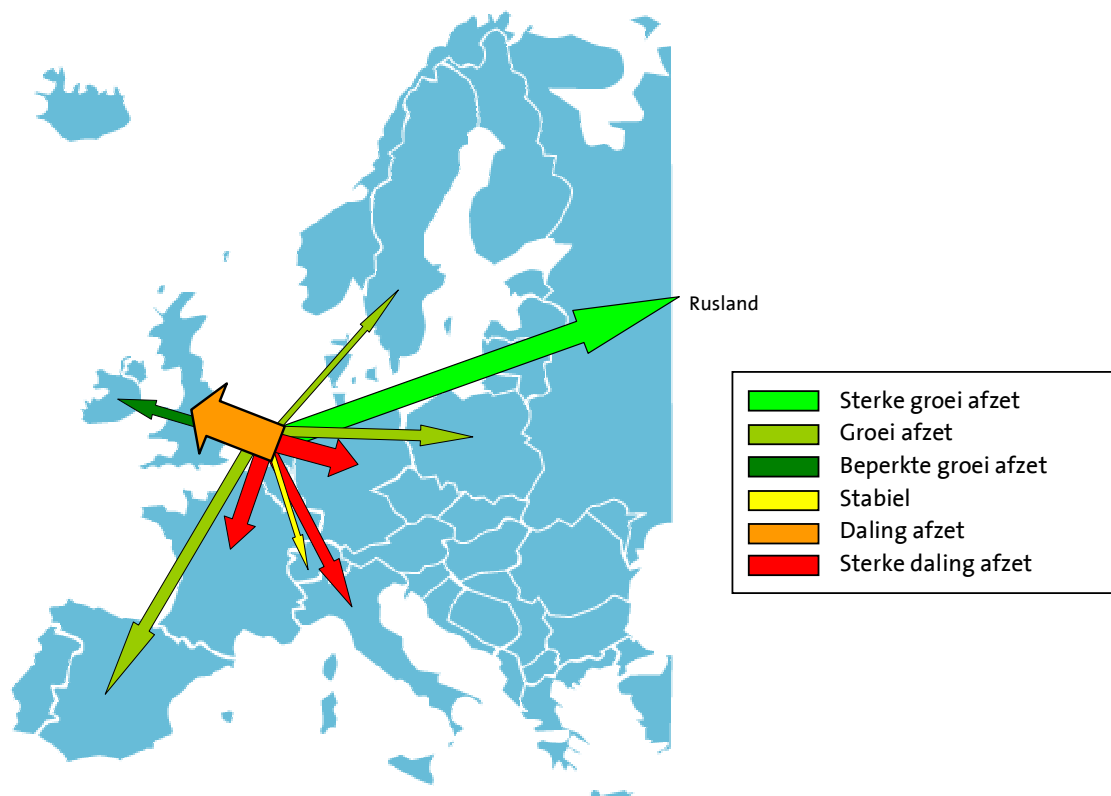 Rusland
Sterke groei afzet
Groei afzet
Beperkte groei afzet
Stabiel
Daling afzet
Sterke daling afzet